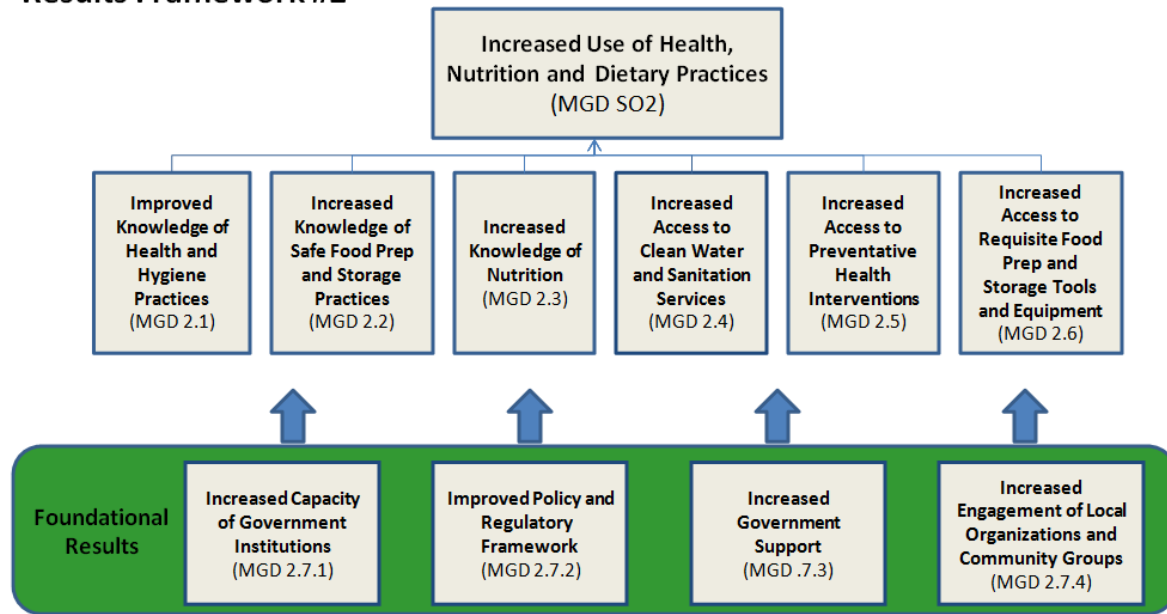 Results Framework #2
Increased Use of Health,
Nutrition and Dietary Practices
(MGD SO2)
Improved
Knowledge of
Health and
Hygiene
Practices
(MGD 2.1)
Increased
Knowledge of
Safe Food Prep
and Storage
Practices
(MGD 2.2)
Increased
Knowledge of
Nutrition
(MGD 2.3)
Increased
Access to
Clean Water
and Sanitation
Services
(MGD 2.4)
Increased
Access to
Preventative
Health
Interventions
(MGD 2.5)
Increased
Access to
Requisite Food
Prep and
Storage Tools
and Equipment
(MGD 2.6)
Foundational
Results
Increased Capacity
of Government
Institutions
(MGD 2.7.1)
Improved Policy and
Regulatory
Framework
(MGD 2.7.2)
Increased
Government
Support
(MGD .7.3)
Increased
Engagement of Local
Organizations and
Community Groups
(MGD 2.7.4)